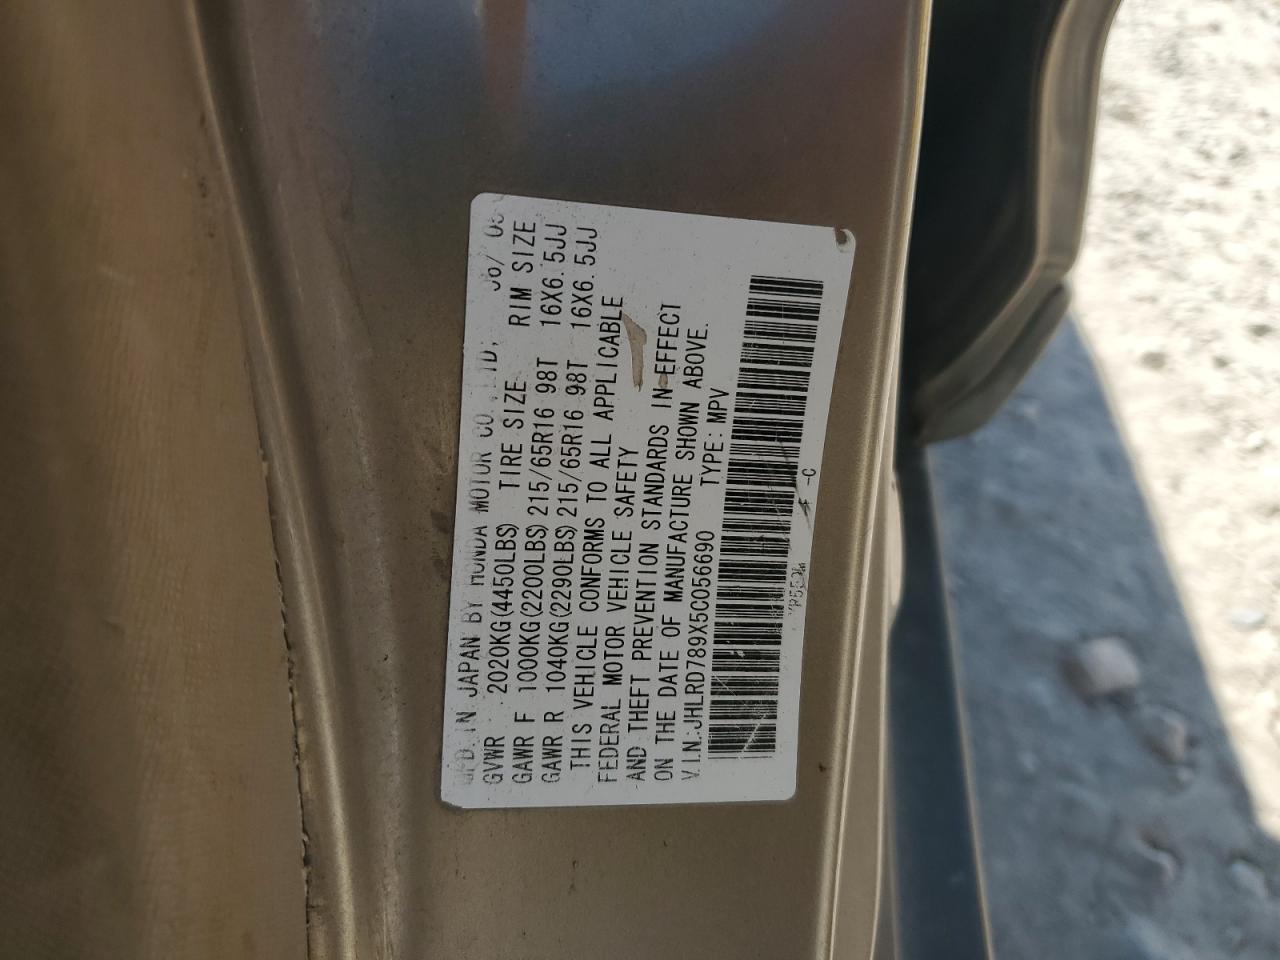 MFD. IN JAPAN BY HONDA MOTOR CO., LTD.
GVWR 2020KG(4450LBS) TIRE SIZE RIM SIZE
GAWR F 1000KG(2200LBS) 215/65R16 98T 16X6.5JJ
GAWR R 1040KG(2290LBS) 215/65R16 98T 16X6.5JJ
THIS VEHICLE CONFORMS TO ALL APPLICABLE
FEDERAL MOTOR VEHICLE SAFETY
AND THEFT PREVENTION STANDARDS IN EFFECT
ON THE DATE OF MANUFACTURE SHOWN ABOVE.
V.I.N.:JHLRD789X5C056690 TYPE: MPV
-C